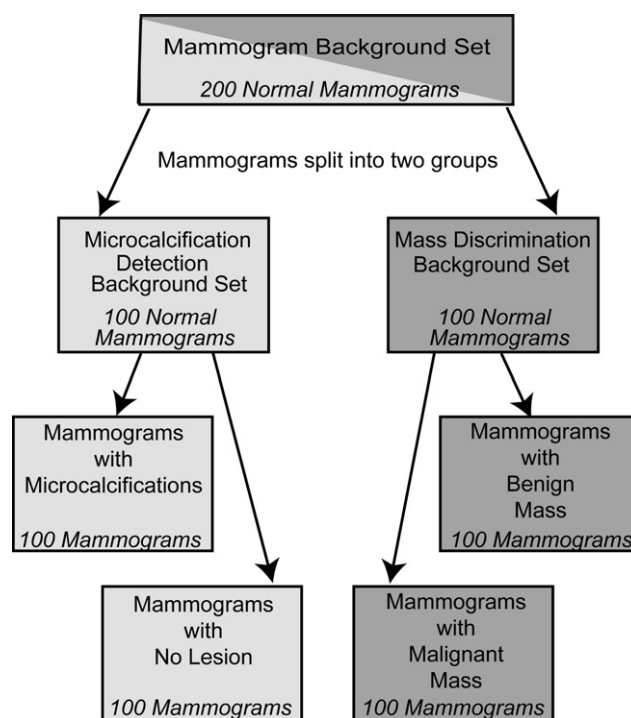 Mammogram Background Set
200 Normal Mammograms
Mammograms split into two groups
Microcalcification
Detection
Background Set
100 Normal
Mammograms
Mass Discrimination
Background Set
100 Normal
Mammograms
Mammograms
with
Microcalcifications
100 Mammograms
Mammograms
with
Benign
Mass
100 Mammograms
Mammograms
with
No Lesion
100 Mammograms
Mammograms
with
Malignant
Mass
100 Mammograms